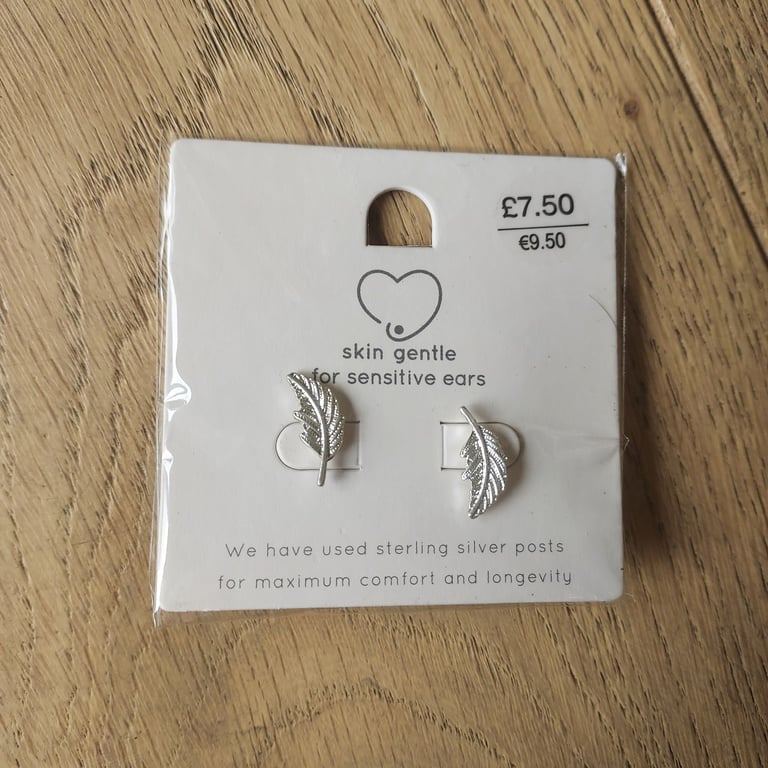 £7.50
€9.50
skin gentle
for sensitive ears
We have used sterling silver posts
for maximum comfort and longevity